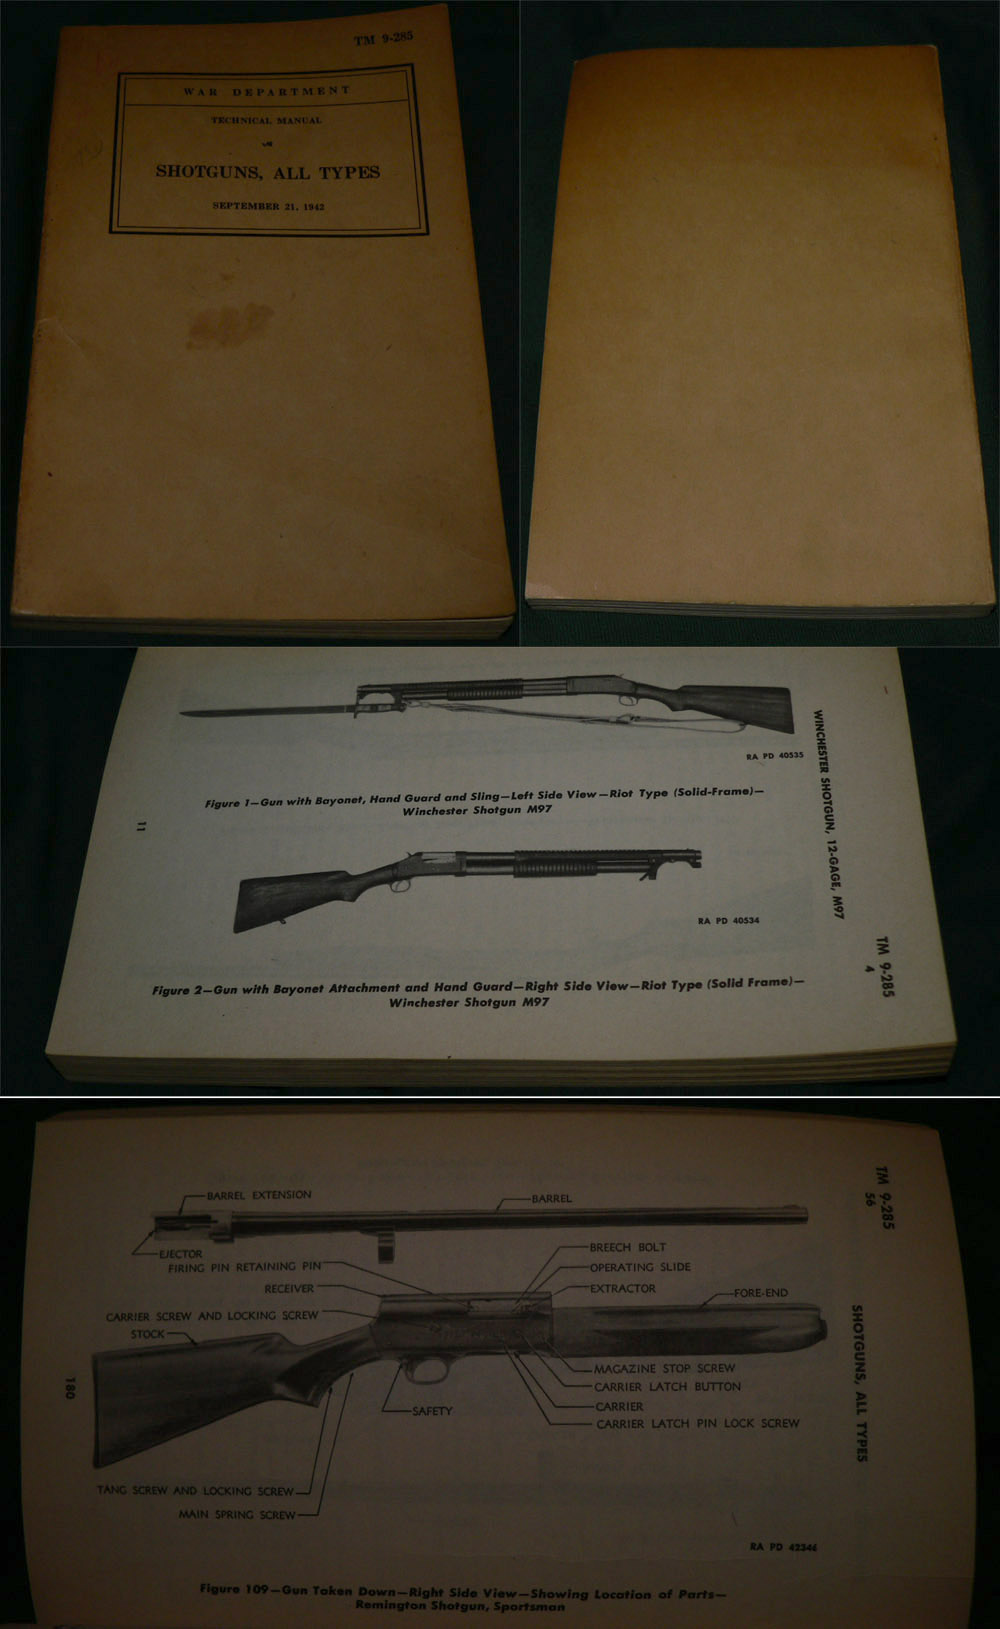 TM 9-285
WAR DEPARTMENT
TECHNICAL MANUAL
SHOTGUNS, ALL TYPES
SEPTEMBER 21, 1942
RA PD 40535
Figure 1—Gun with Bayonet, Hand Guard and Sling—Left Side View—Riot Type (Solid-Frame)—
Winchester Shotgun M97
11
WINCHESTER SHOTGUN, 12-GAGE, M97
RA PD 40534
TM 9-285
4
Figure 2—Gun with Bayonet Attachment and Hand Guard—Right Side View—Riot Type (Solid Frame)—
Winchester Shotgun M97
TM 9-285
56
BARREL EXTENSION
BARREL
EJECTOR
FIRING PIN RETAINING PIN
BREECH BOLT
OPERATING SLIDE
RECEIVER
EXTRACTOR
FORE-END
CARRIER SCREW AND LOCKING SCREW
STOCK
SHOTGUNS, ALL TYPES
MAGAZINE STOP SCREW
CARRIER LATCH BUTTON
180
CARRIER
SAFETY
CARRIER LATCH PIN LOCK SCREW
TANG SCREW AND LOCKING SCREW
MAIN SPRING SCREW
RA PD 42346
Figure 109—Gun Taken Down—Right Side View—Showing Location of Parts—
Remington Shotgun, Sportsman